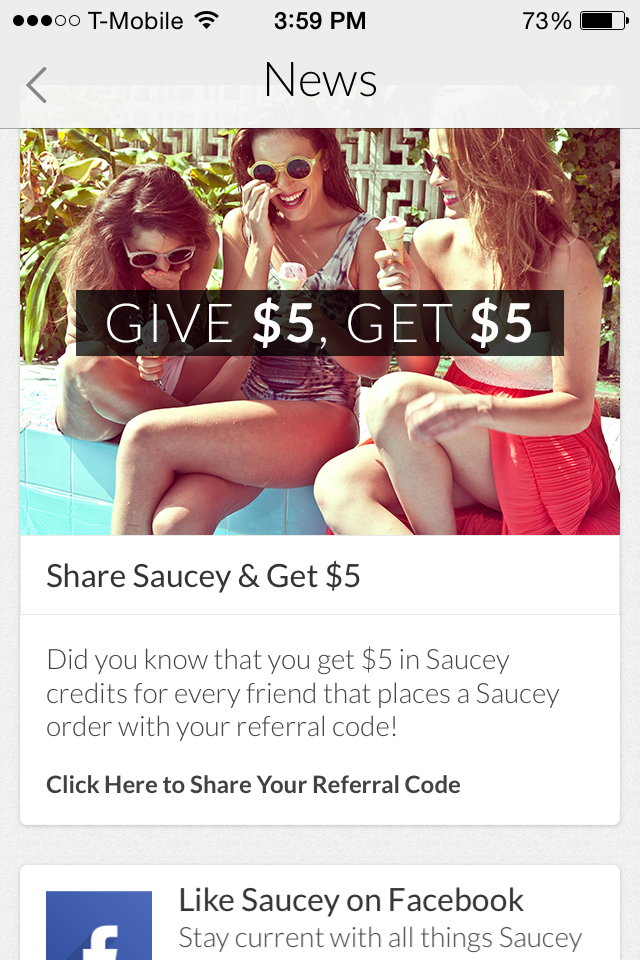 T-Mobile 3:59 PM 73%
News
GIVE $5, GET $5
Share Saucey & Get $5
Did you know that you get $5 in Saucey
credits for every friend that places a Saucey
order with your referral code!
Click Here to Share Your Referral Code
Like Saucey on Facebook
Stay current with all things Saucey